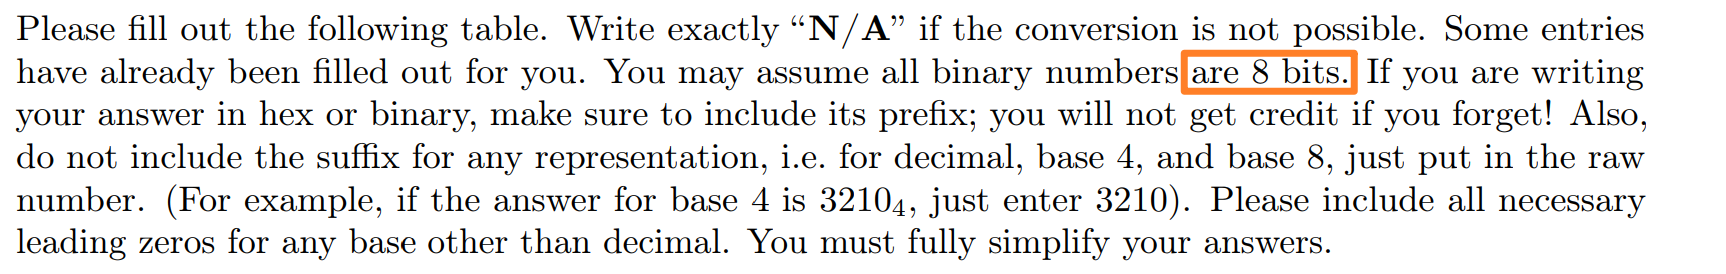 Please fill out the following table. Write exactly “N/A” if the conversion is not possible. Some entries
have already been filled out for you. You may assume all binary numbers are 8 bits. If you are writing
your answer in hex or binary, make sure to include its prefix; you will not get credit if you forget! Also,
do not include the suffix for any representation, i.e. for decimal, base 4, and base 8, just put in the raw
number. (For example, if the answer for base 4 is 3210₄, just enter 3210). Please include all necessary
leading zeros for any base other than decimal. You must fully simplify your answers.